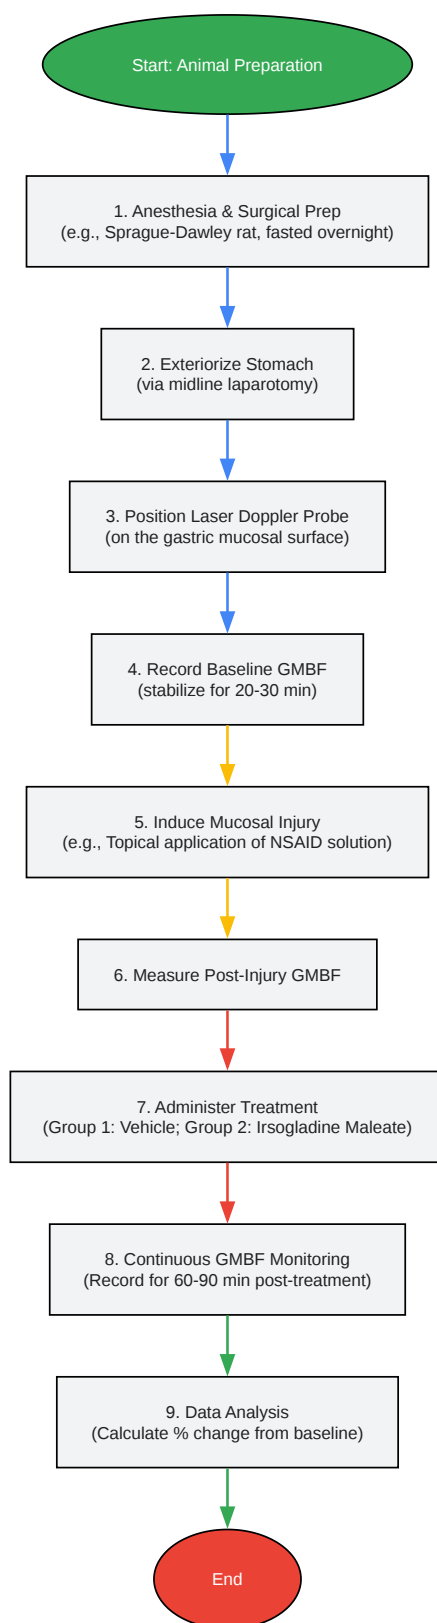 Start: Animal Preparation
1. Anesthesia & Surgical Prep
(e.g., Sprague-Dawley rat, fasted overnight)
2. Exteriorize Stomach
(via midline laparotomy)
3. Position Laser Doppler Probe
(on the gastric mucosal surface)
4. Record Baseline GMBF
(stabilize for 20-30 min)
5. Induce Mucosal Injury
(e.g., Topical application of NSAID solution)
6. Measure Post-Injury GMBF
7. Administer Treatment
(Group 1: Vehicle; Group 2: Irsogladine Maleate)
8. Continuous GMBF Monitoring
(Record for 60-90 min post-treatment)
9. Data Analysis
(Calculate % change from baseline)
End